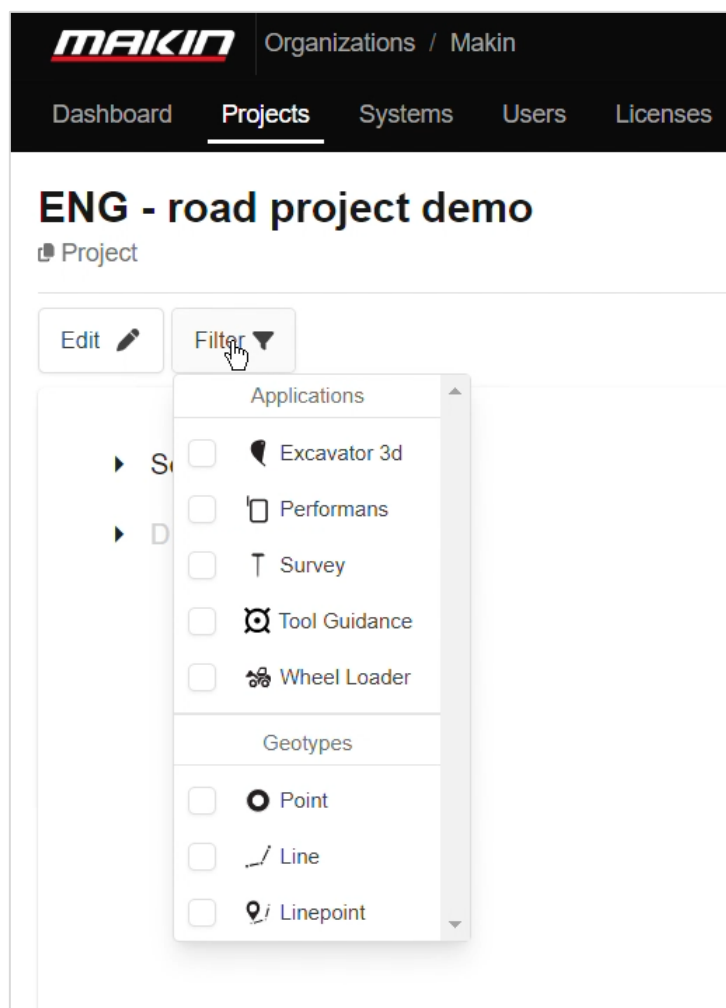 MAKIN Organizations / Makin
Dashboard Projects Systems Users Licenses
ENG - road project demo
Project
Edit Filter
Applications
Excavator 3d
Performans
Survey
Tool Guidance
Wheel Loader
Geotypes
Point
Line
Linepoint